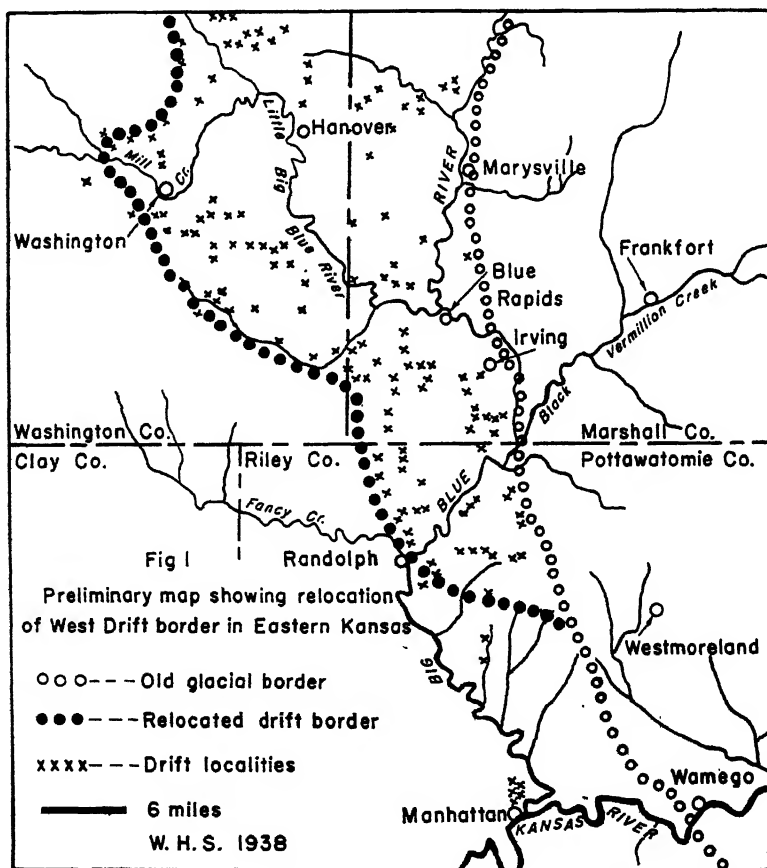 Hanover
Little
Big
Blue
River
Mill
Cr.
Washington
RIVER
Marysville
Frankfort
Blue
Rapids
Vermillion Creek
Irving
Black
Washington Co.
Marshall Co.
Clay Co.
Riley Co.
Pottawatomie Co.
BLUE
Fancy Cr.
Fig 1
Randolph
Preliminary map showing relocation
of West Drift border in Eastern Kansas
BIG
Westmoreland
ooo---Old glacial border
●●●---Relocated drift border
xxxx---Drift localities
6 miles
W. H. S. 1938
Wamego
Manhattan
KANSAS RIVER